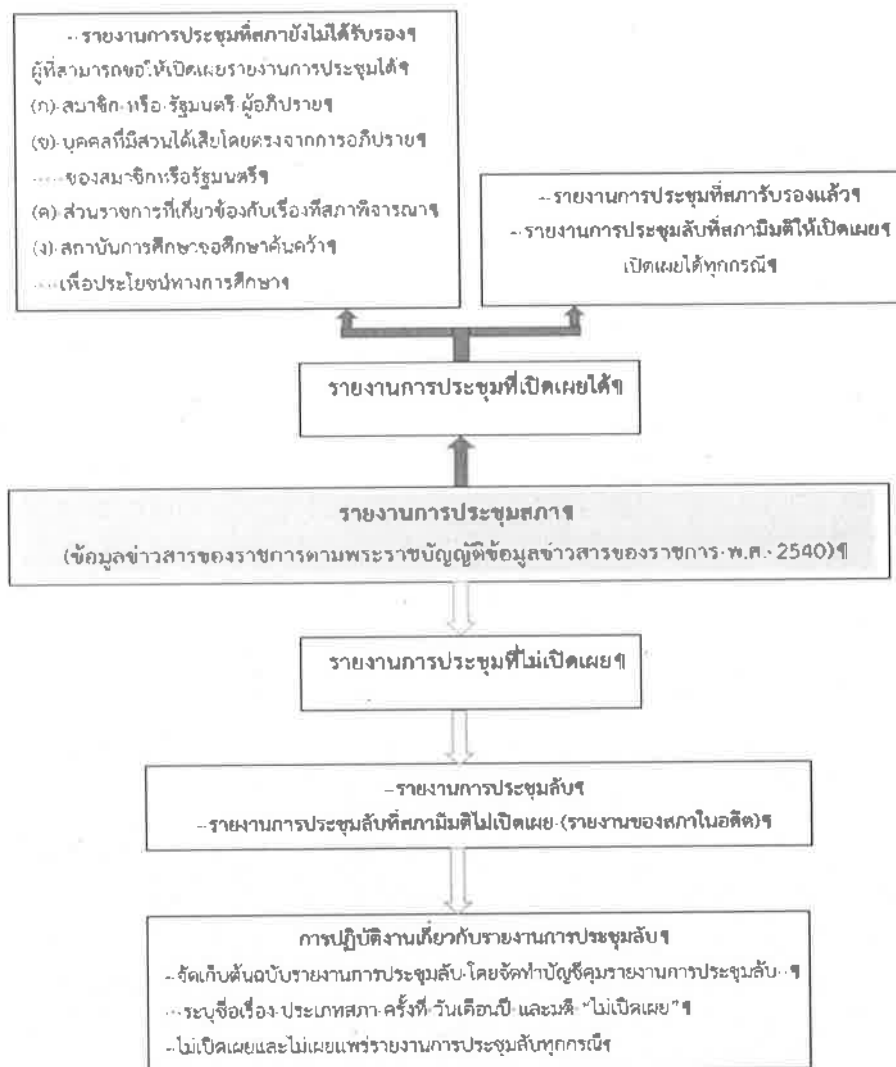 - รายงานการประชุมที่สภายังไม่ได้รับรอง¶
ผู้ที่สามารถขอให้เปิดเผยรายงานการประชุมได้¶
(ก)·สมาชิก·หรือ·รัฐมนตรี·ผู้อภิปราย¶
(ข)·บุคคลที่มีส่วนได้เสียโดยตรงจากการอภิปราย¶
·····ของสมาชิกหรือรัฐมนตรี¶
(ค)·ส่วนราชการที่เกี่ยวข้องกับเรื่องที่สภาพิจารณา¶
(ง)·สถาบันการศึกษาขอศึกษาค้นคว้า¶
·····เพื่อประโยชน์ทางการศึกษา¶
-รายงานการประชุมที่สภารับรองแล้ว¶
-รายงานการประชุมลับที่สภามีมติให้เปิดเผย¶
เปิดเผยได้ทุกกรณี¶
รายงานการประชุมที่เปิดเผยได้¶
รายงานการประชุมสภา¶
(ข้อมูลข่าวสารของราชการตามพระราชบัญญัติข้อมูลข่าวสารของราชการ·พ.ศ.·2540)¶
รายงานการประชุมที่ไม่เปิดเผย¶
-รายงานการประชุมลับ¶
-รายงานการประชุมลับที่สภามีมติไม่เปิดเผย·(รายงานของสภาในอดีต)¶
การปฏิบัติงานเกี่ยวกับรายงานการประชุมลับ¶
-จัดเก็บต้นฉบับรายงานการประชุมลับ·โดยจัดทำบัญชีคุมรายงานการประชุมลับ··¶
···ระบุชื่อเรื่อง·ประเภทสภา·ครั้งที่·วันเดือนปี·และมติ·"ไม่เปิดเผย"¶
-ไม่เปิดเผยและไม่เผยแพร่รายงานการประชุมลับทุกกรณี¶